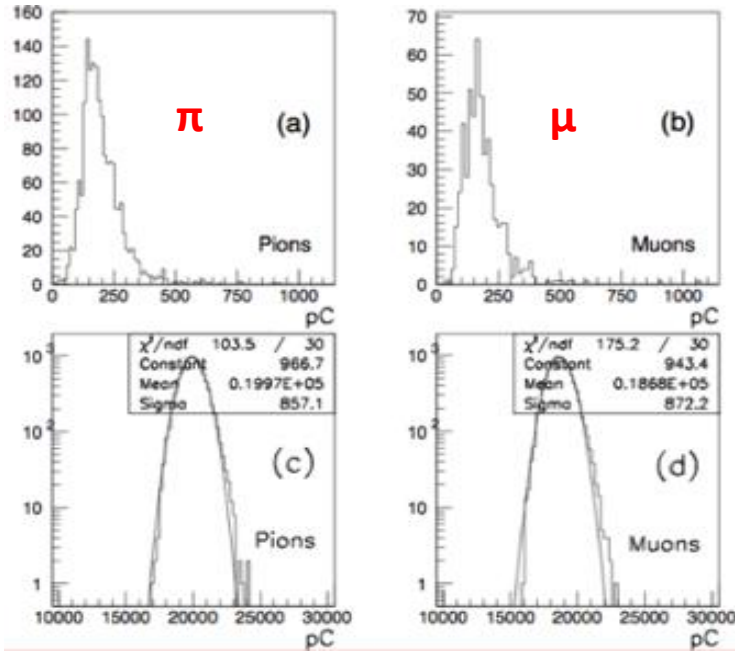 160
140
120
100
80
60
40
20
0
π
(a)
Pions
0 250 500 750 1000
pC
70
60
50
40
30
20
10
0
μ
(b)
Muons
0 250 500 750 1000
pC
χ²/ndf 103.5 / 30
Constant 966.7
Mean 0.1997E+05
Sigma 857.1
10³
10²
10
1
(c)
Pions
10000 15000 20000 25000 30000
pC
χ²/ndf 175.2 / 30
Constant 943.4
Mean 0.1868E+05
Sigma 872.2
10³
10²
10
1
(d)
Muons
10000 15000 20000 25000 30000
pC